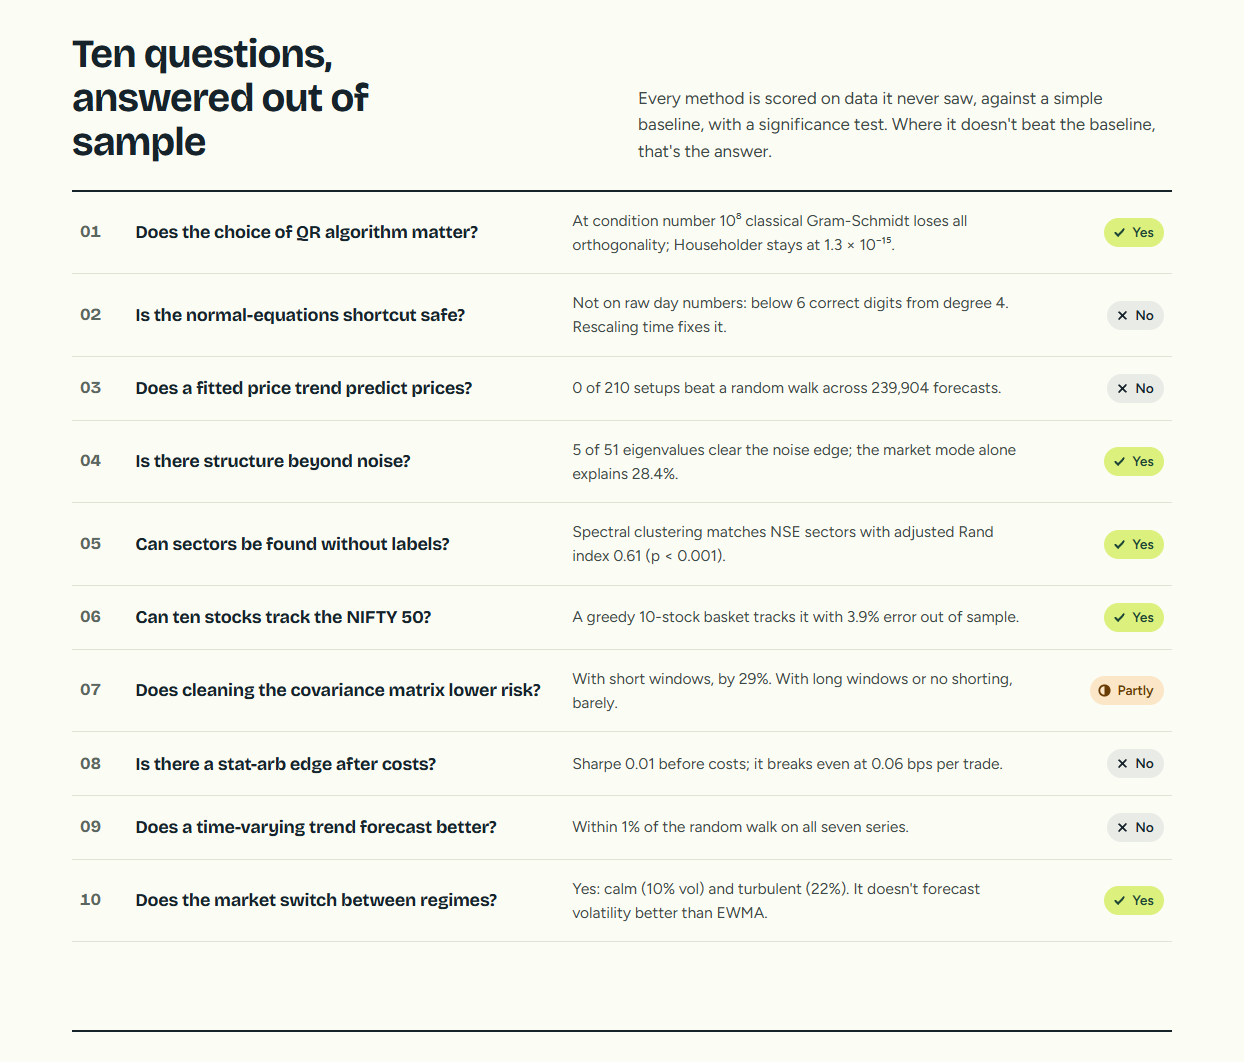 Ten questions,
answered out of
sample
Every method is scored on data it never saw, against a simple
baseline, with a significance test. Where it doesn't beat the baseline,
that's the answer.
01 Does the choice of QR algorithm matter? At condition number 10⁸ classical Gram-Schmidt loses all
orthogonality; Householder stays at 1.3 × 10⁻¹⁵. Yes
02 Is the normal-equations shortcut safe? Not on raw day numbers: below 6 correct digits from degree 4.
Rescaling time fixes it. No
03 Does a fitted price trend predict prices? 0 of 210 setups beat a random walk across 239,904 forecasts. No
04 Is there structure beyond noise? 5 of 51 eigenvalues clear the noise edge; the market mode alone
explains 28.4%. Yes
05 Can sectors be found without labels? Spectral clustering matches NSE sectors with adjusted Rand
index 0.61 (p < 0.001). Yes
06 Can ten stocks track the NIFTY 50? A greedy 10-stock basket tracks it with 3.9% error out of sample. Yes
07 Does cleaning the covariance matrix lower risk? With short windows, by 29%. With long windows or no shorting,
barely. Partly
08 Is there a stat-arb edge after costs? Sharpe 0.01 before costs; it breaks even at 0.06 bps per trade. No
09 Does a time-varying trend forecast better? Within 1% of the random walk on all seven series. No
10 Does the market switch between regimes? Yes: calm (10% vol) and turbulent (22%). It doesn't forecast
volatility better than EWMA. Yes